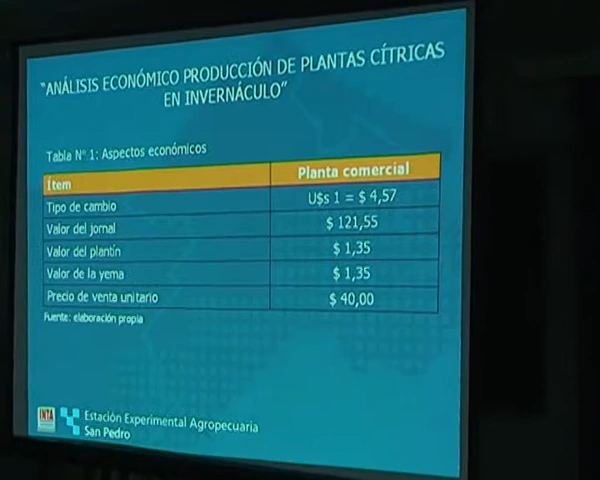 "ANÁLISIS ECONÓMICO PRODUCCIÓN DE PLANTAS CÍTRICAS
EN INVERNÁCULO"
Tabla Nº 1: Aspectos económicos
Ítem Planta comercial
Tipo de cambio U$s 1 = $ 4,57
Valor del jornal $ 121,55
Valor del plantín $ 1,35
Valor de la yema $ 1,35
Precio de venta unitario $ 40,00
Fuente: elaboración propia
INTA
Estación Experimental Agropecuaria
San Pedro